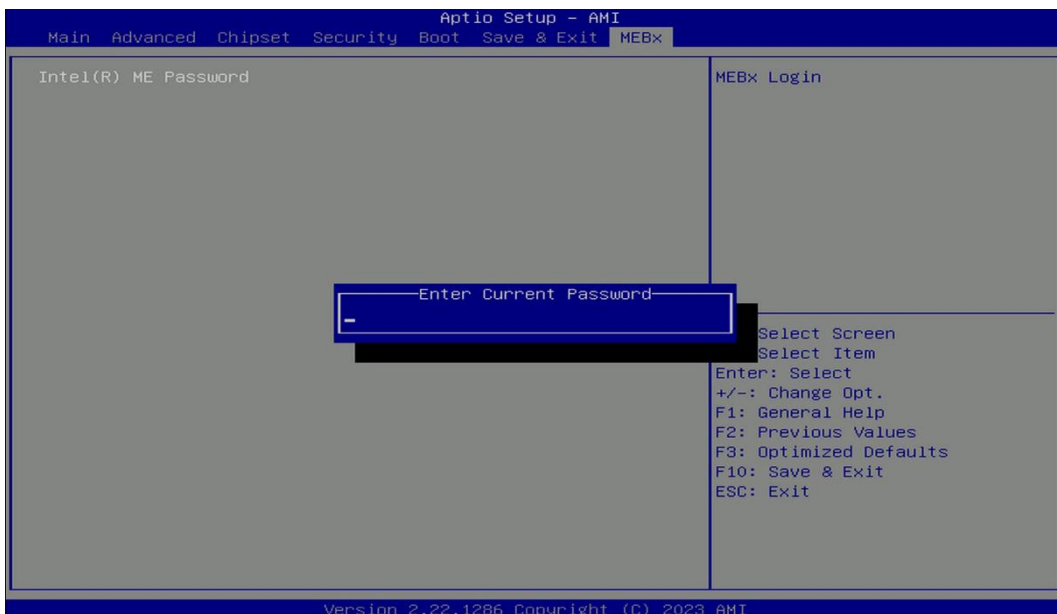 Aptio Setup – AMI
Main Advanced Chipset Security Boot Save & Exit MEBx
Intel(R) ME Password
MEBx Login
Enter Current Password
Select Screen
Select Item
Enter: Select
+/-: Change Opt.
F1: General Help
F2: Previous Values
F3: Optimized Defaults
F10: Save & Exit
ESC: Exit
Version 2.22.1286 Copyright (C) 2023 AMI